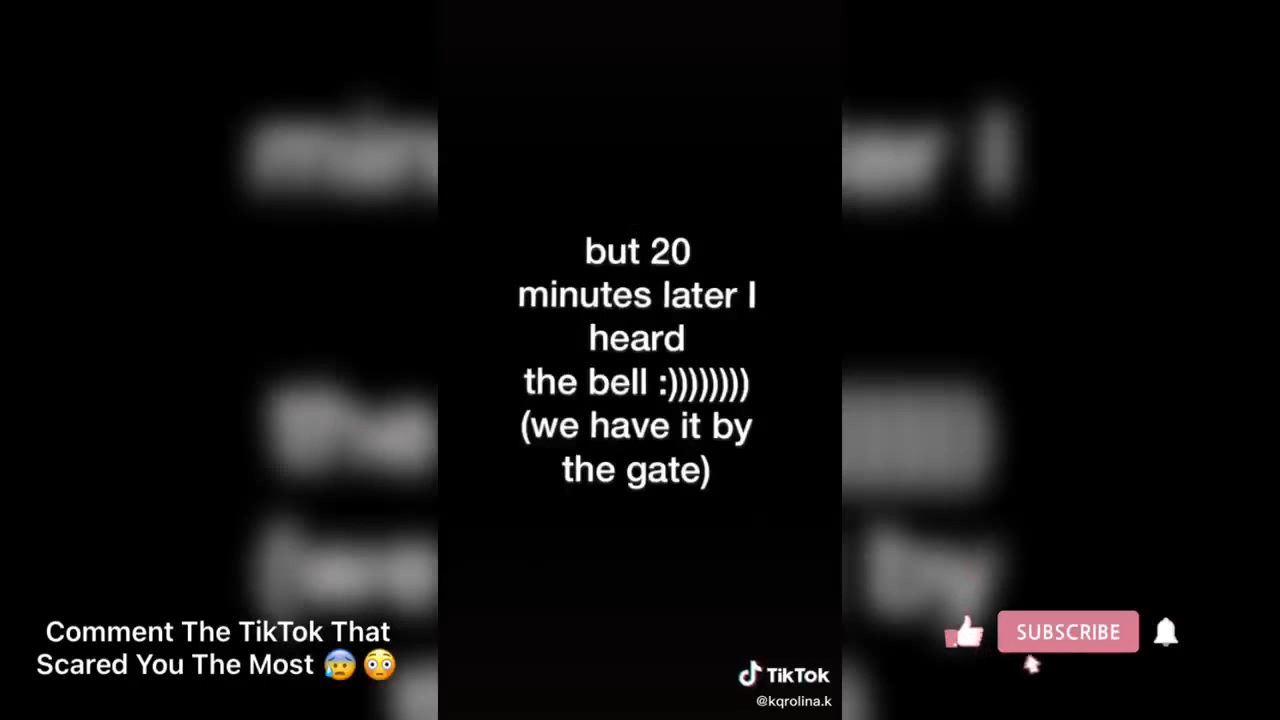 but 20
minutes later I
heard
the bell :))))))))
(we have it by
the gate)
Comment The TikTok That
Scared You The Most 😰😳
SUBSCRIBE
TikTok
@kqrolina.k